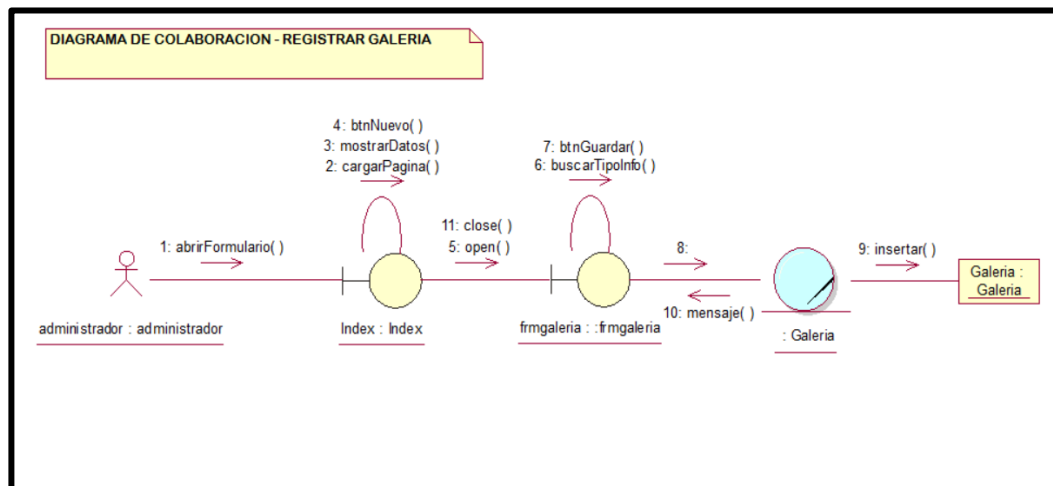 DIAGRAMA DE COLABORACION - REGISTRAR GALERIA
4: btnNuevo( )
3: mostrarDatos( )
2: cargarPagina( )
7: btnGuardar( )
6: buscarTipoInfo( )
1: abrirFormulario( )
11: close( )
5: open( )
8:
9: insertar( )
10: mensaje( )
Galeria :
Galeria
administrador : administrador
Index : Index
frmgaleria : :frmgaleria
: Galeria